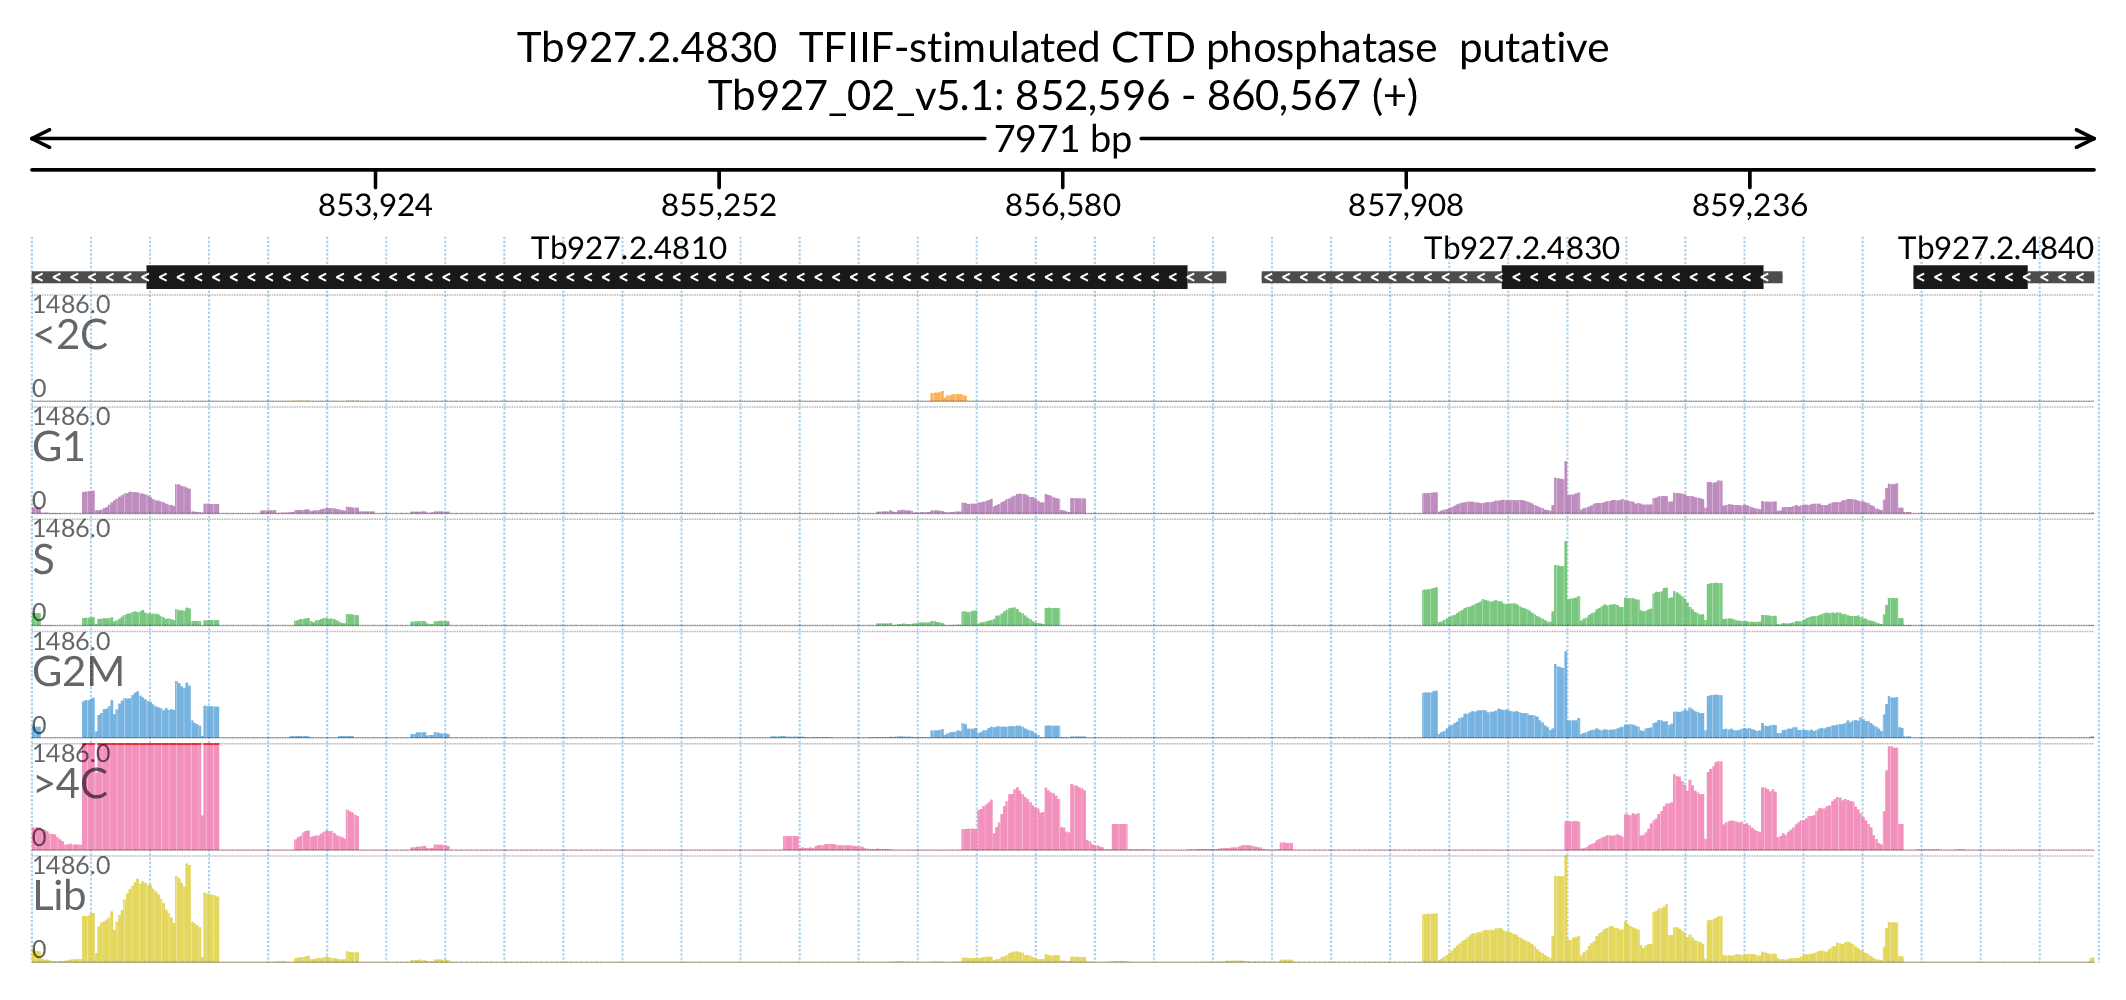 Tb927.2.4830  TFIIF-stimulated CTD phosphatase  putative
Tb927_02_v5.1: 852,596 - 860,567 (+)
7971 bp
853,924 855,252 856,580 857,908 859,236
Tb927.2.4810 Tb927.2.4830 Tb927.2.4840
1486.0
<2C
0
1486.0
G1
0
1486.0
S
0
1486.0
G2M
0
1486.0
>4C
0
1486.0
Lib
0